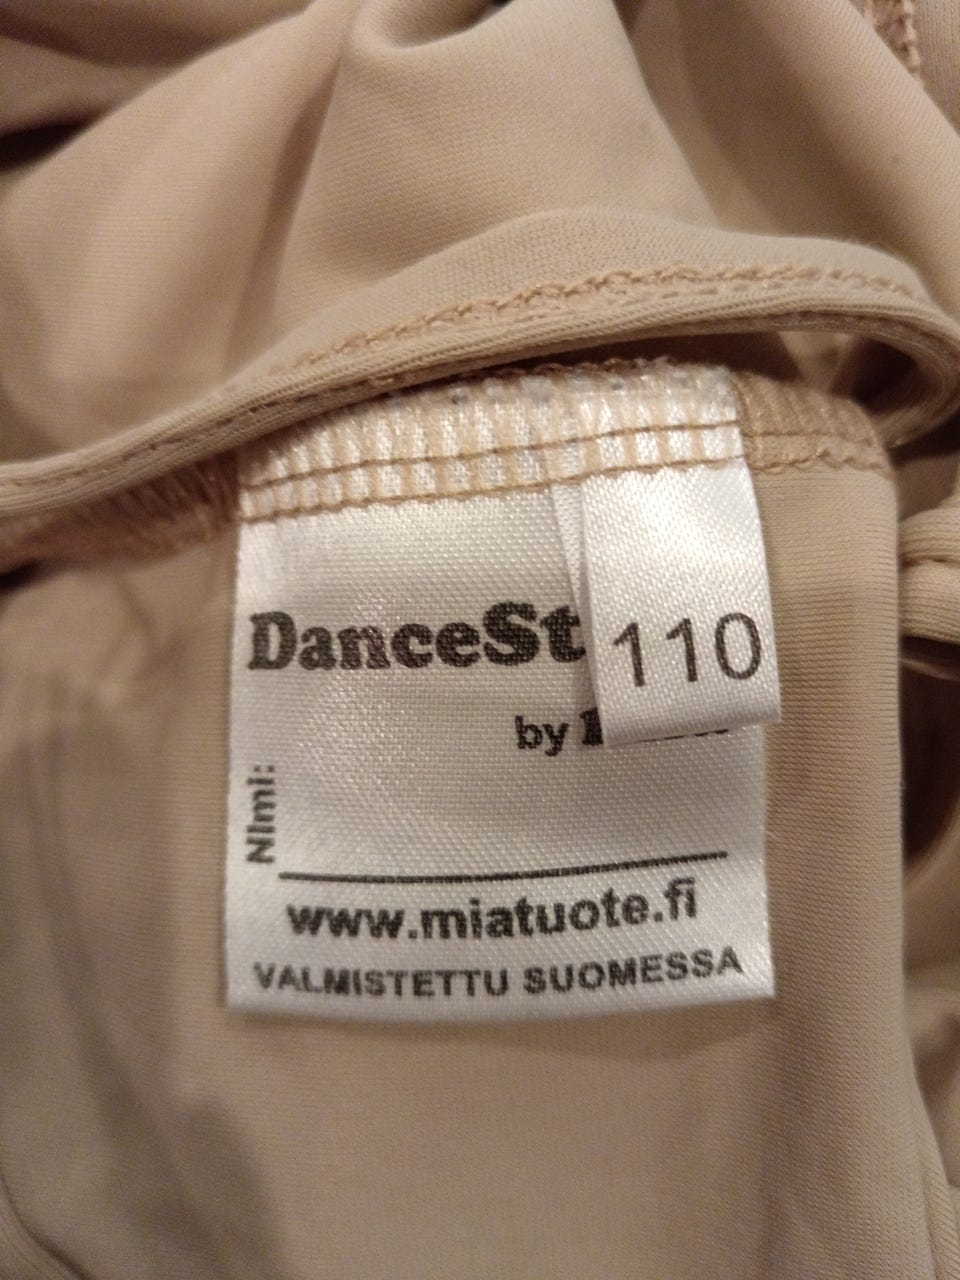 DanceSt
110
by
Nimi:
www.miatuote.fi
VALMISTETTU SUOMESSA